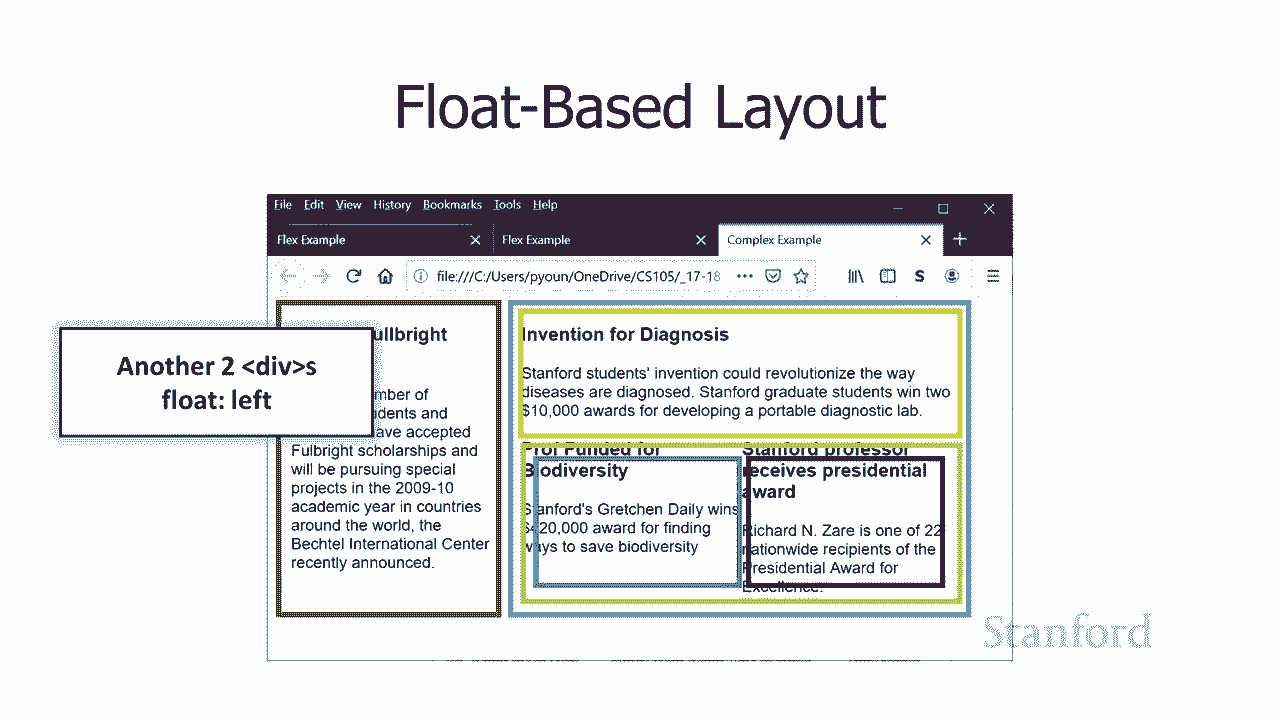 Float-Based Layout
File Edit View History Bookmarks Tools Help
Flex Example
Flex Example
Complex Example
file:///C:/Users/pyoun/OneDrive/CS105/_17-18
S
Another 2 <div>s
float: left
ullbright
mber of
dents and
ave accepted
Fulbright scholarships and
will be pursuing special
projects in the 2009-10
academic year in countries
around the world, the
Bechtel International Center
recently announced.
Invention for Diagnosis
Stanford students' invention could revolutionize the way
diseases are diagnosed. Stanford graduate students win two
$10,000 awards for developing a portable diagnostic lab.
Prof Funded for
Biodiversity
Stanford's Gretchen Daily wins
$420,000 award for finding
ways to save biodiversity
Stanford professor
receives presidential
award
Richard N. Zare is one of 22
nationwide recipients of the
Presidential Award for
Excellence.
Stanford